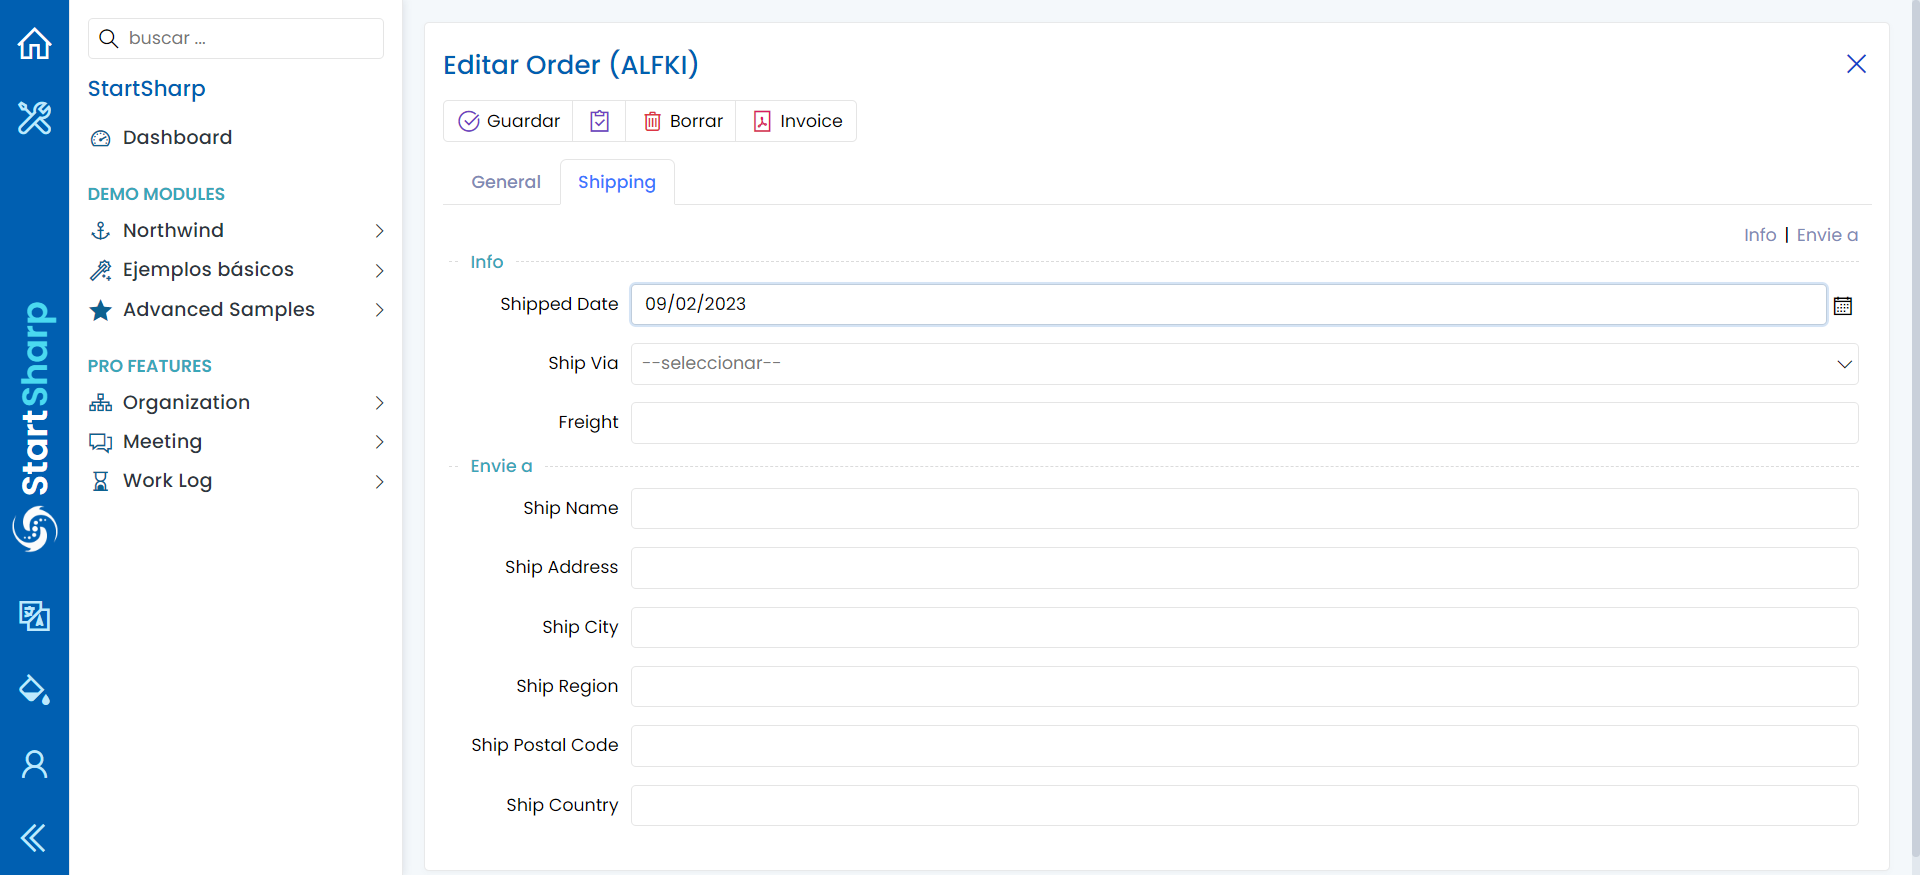 StartSharp
buscar ...
StartSharp
Dashboard
DEMO MODULES
Northwind
Ejemplos básicos
Advanced Samples
PRO FEATURES
Organization
Meeting
Work Log
Editar Order (ALFKI)
Guardar
Borrar
Invoice
General
Shipping
Info | Envie a
Info
Shipped Date 09/02/2023
Ship Via --seleccionar--
Freight
Envie a
Ship Name
Ship Address
Ship City
Ship Region
Ship Postal Code
Ship Country